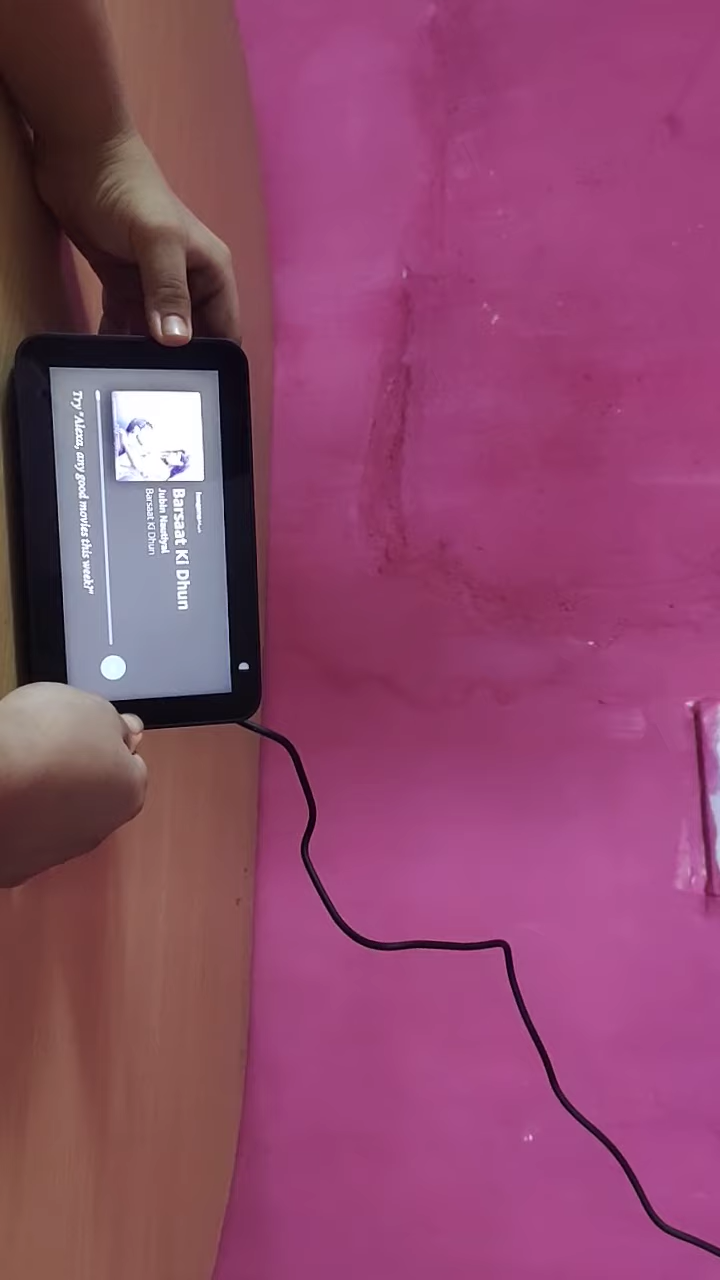 Barsaat Ki Dhun
Jubin Nautiyal
Barsaat Ki Dhun
Try "Alexa, any good movies this week?"